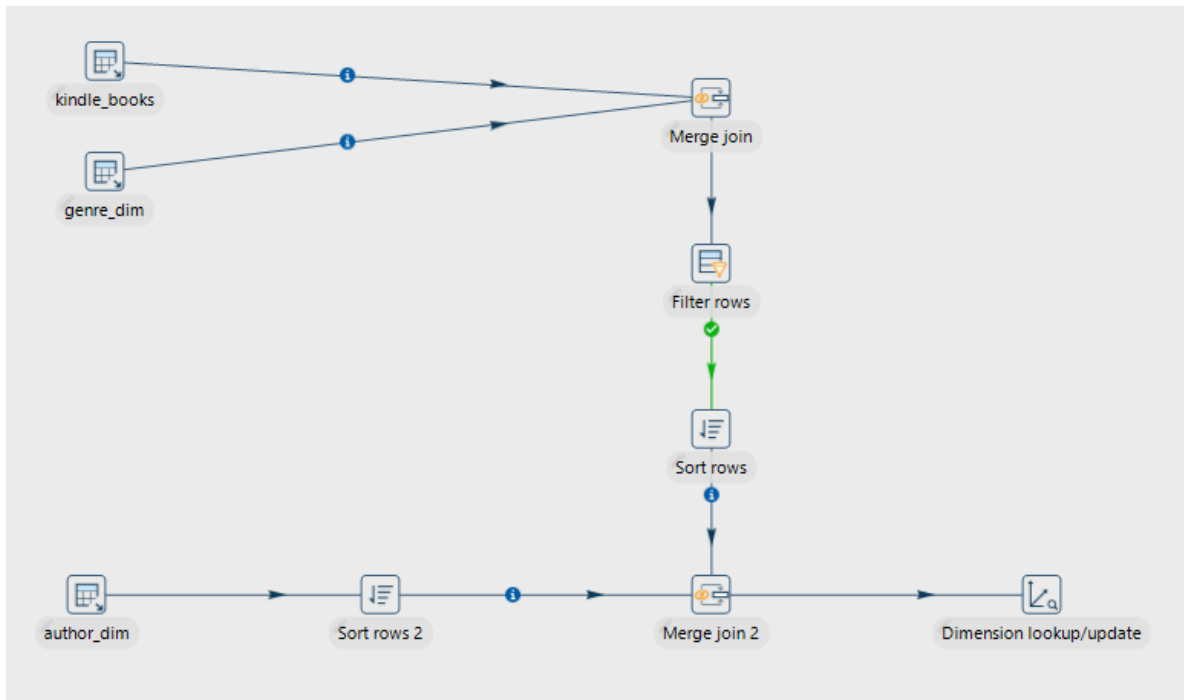 kindle_books
Merge join
genre_dim
Filter rows
Sort rows
author_dim
Sort rows 2
Merge join 2
Dimension lookup/update